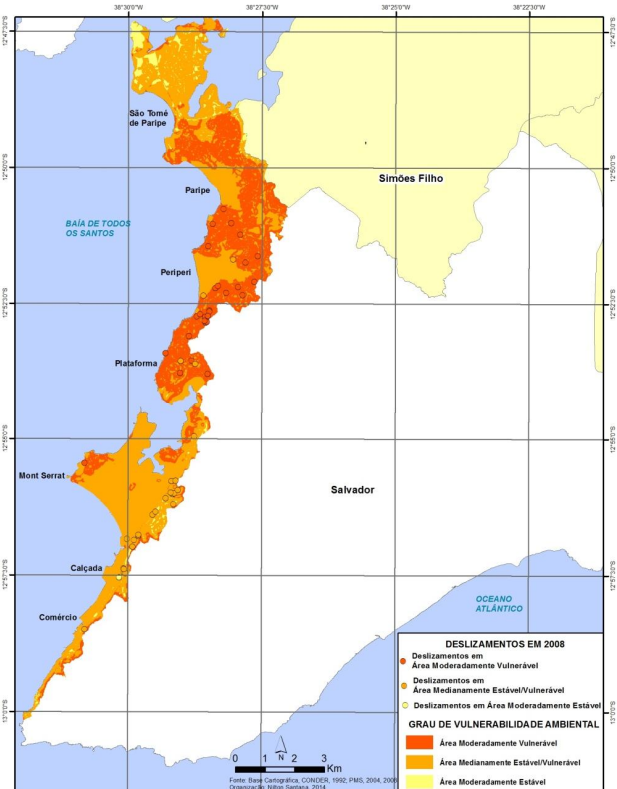 38°30'0"S
38°27'30"S
38°25'0"S
38°22'30"S
12°47'30"S
12°47'30"S
São Tomé
de Paripe
12°50'0"S
12°50'0"S
Simões Filho
Paripe
BAÍA DE TODOS
OS SANTOS
Periperi
12°52'30"S
12°52'30"S
Plataforma
12°55'0"S
12°55'0"S
Mont Serrat
Salvador
Calçada
12°57'30"S
12°57'30"S
OCEANO
ATLÂNTICO
Comércio
DESLIZAMENTOS EM 2008
Deslizamentos em
Área Moderadamente Vulnerável
Deslizamentos em
Área Medianamente Estável/Vulnerável
Deslizamentos em Área Moderadamente Estável
13°0'0"S
13°0'0"S
GRAU DE VULNERABILIDADE AMBIENTAL
Área Moderadamente Vulnerável
Área Medianamente Estável/Vulnerável
Área Moderadamente Estável
N
0 1 2 3
Km
Fonte: Base Cartográfica, CONDER, 1992; PMS, 2004,
Organização: Nilton Santana, 2014